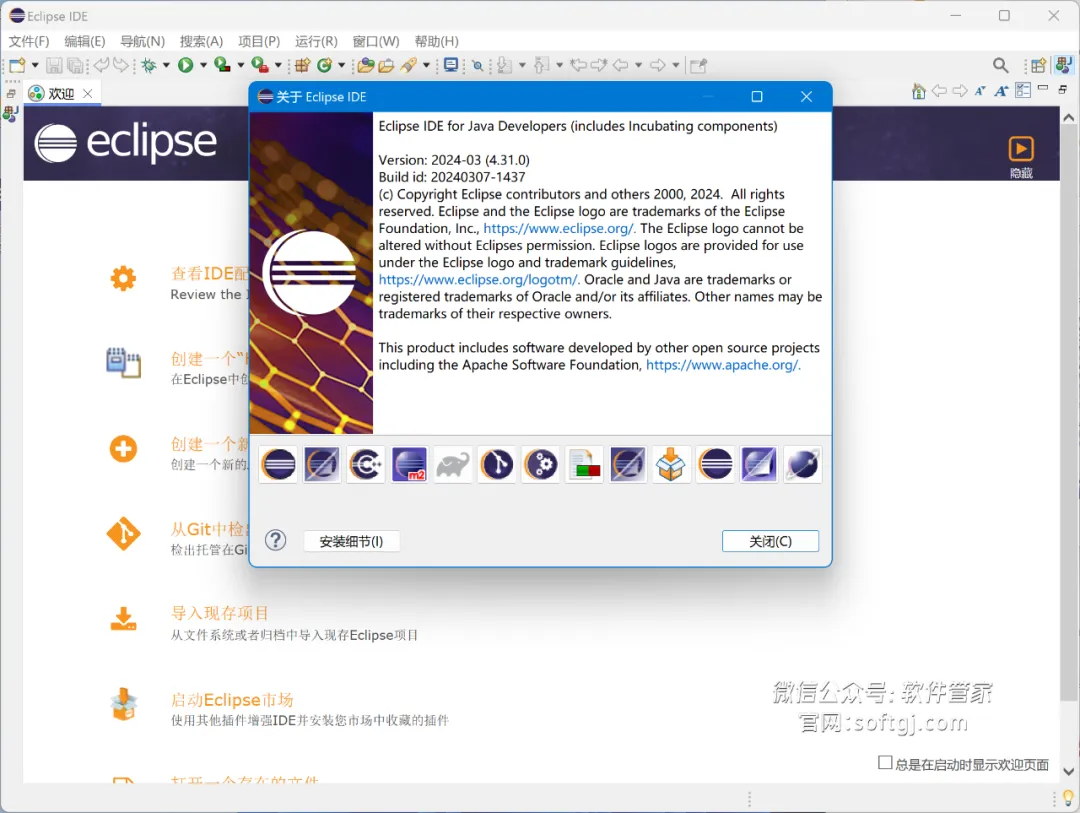 Eclipse IDE
文件(F) 编辑(E) 导航(N) 搜索(A) 项目(P) 运行(R) 窗口(W) 帮助(H)
欢迎
eclipse
隐藏
关于 Eclipse IDE
Eclipse IDE for Java Developers (includes Incubating components)
Version: 2024-03 (4.31.0)
Build id: 20240307-1437
(c) Copyright Eclipse contributors and others 2000, 2024.  All rights
reserved. Eclipse and the Eclipse logo are trademarks of the Eclipse
Foundation, Inc., https://www.eclipse.org/. The Eclipse logo cannot be
altered without Eclipses permission. Eclipse logos are provided for use
under the Eclipse logo and trademark guidelines,
https://www.eclipse.org/logotm/. Oracle and Java are trademarks or
registered trademarks of Oracle and/or its affiliates. Other names may be
trademarks of their respective owners.
This product includes software developed by other open source projects
including the Apache Software Foundation, https://www.apache.org/.
m2
安装细节(I)
关闭(C)
查看IDE配
Review the
创建一个“
在Eclipse中创
创建一个新
创建一个新的
从Git中检
检出托管在Gi
导入现存项目
从文件系统或者归档中导入现存Eclipse项目
启动Eclipse市场
使用其他插件增强IDE并安装您市场中收藏的插件
打开一个存在的文件
微信公众号: 软件管家
官网:softgj.com
总是在启动时显示欢迎页面